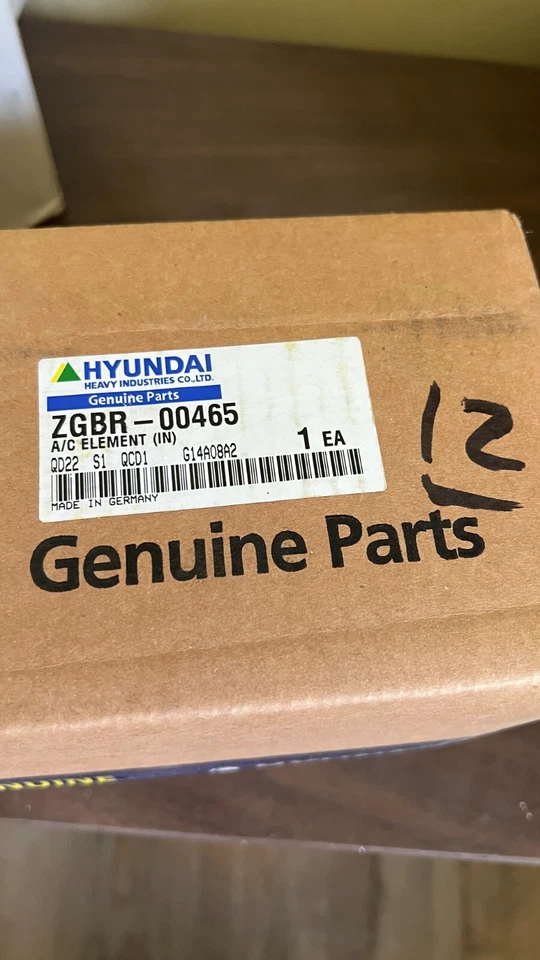 HYUNDAI
HEAVY INDUSTRIES CO.,LTD.
Genuine Parts
ZGBR-00465
A/C ELEMENT (IN)
1 EA
QD22 S1 QCD1 G14A08A2
MADE IN GERMANY
12
Genuine Parts